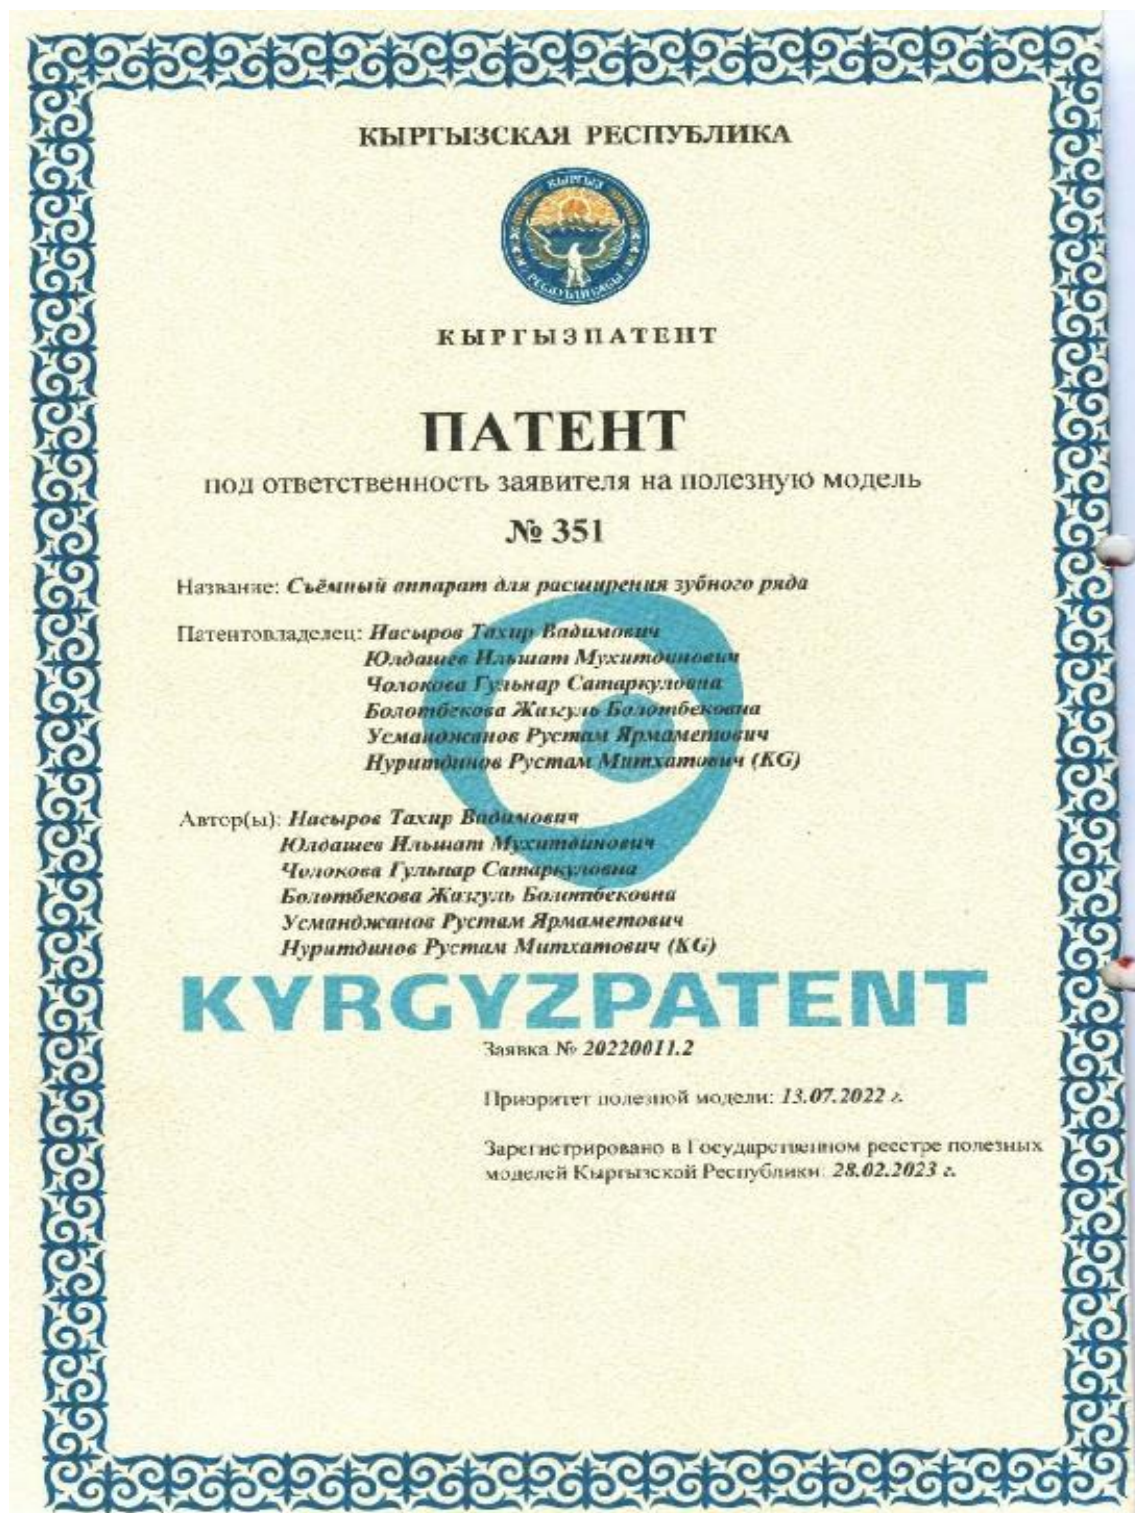 КЫРГЫЗСКАЯ РЕСПУБЛИКА
КЫРГЫЗ
РЕСПУБЛИКАСЫ
КЫРГЫЗПАТЕНТ
ПАТЕНТ
под ответственность заявителя на полезную модель
№ 351
Название: Съёмный аппарат для расширения зубного ряда
Патентовладелец: Насыров Тахир Вадимович
Юлдашев Ильшат Мухитдинович
Чолокова Гульнар Сатаркуловна
Болотбекова Жазгуль Болотбековна
Усманджанов Рустам Ярмаметович
Нуритдинов Рустам Митхатович (KG)
Автор(ы): Насыров Тахир Вадимович
Юлдашев Ильшат Мухитдинович
Чолокова Гульнар Сатаркуловна
Болотбекова Жазгуль Болотбековна
Усманджанов Рустам Ярмаметович
Нуритдинов Рустам Митхатович (KG)
KYRGYZPATENT
Заявка № 20220011.2
Приоритет полезной модели: 13.07.2022 г.
Зарегистрировано в Государственном реестре полезных
моделей Кыргызской Республики: 28.02.2023 г.